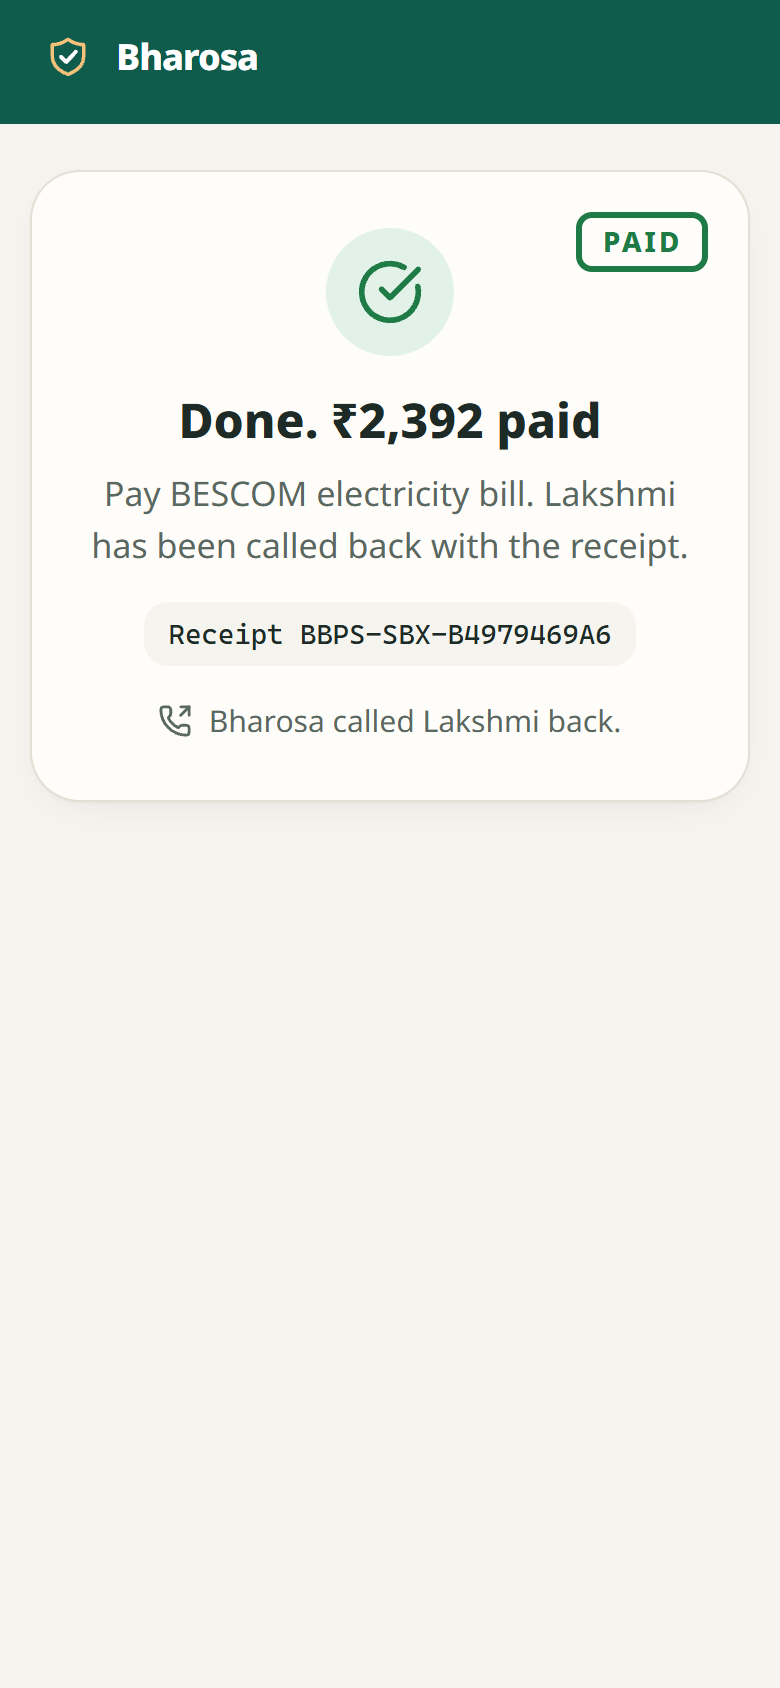 Bharosa
PAID
Done. ₹2,392 paid
Pay BESCOM electricity bill. Lakshmi
has been called back with the receipt.
Receipt BBPS-SBX-B4979469A6
Bharosa called Lakshmi back.